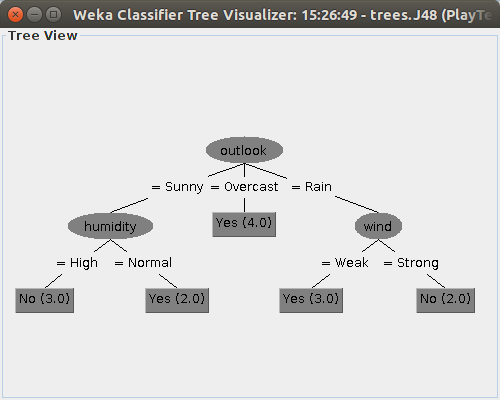 Weka Classifier Tree Visualizer: 15:26:49 - trees.J48 (PlayTe
Tree View
outlook
= Sunny = Overcast = Rain
humidity Yes (4.0) wind
= High = Normal = Weak = Strong
No (3.0) Yes (2.0) Yes (3.0) No (2.0)